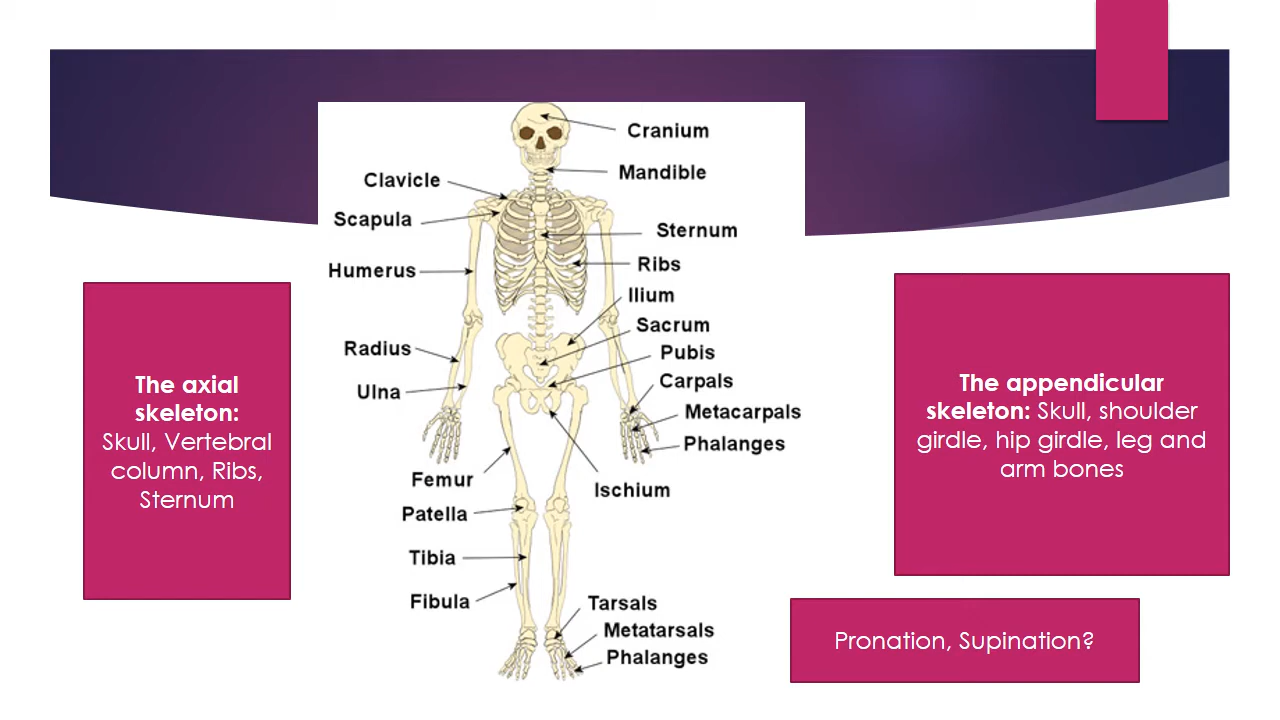 Cranium
Mandible
Clavicle
Scapula
Sternum
Ribs
Humerus
Ilium
Sacrum
Radius
Pubis
Ulna
Carpals
Metacarpals
Phalanges
Femur
Ischium
Patella
Tibia
Fibula
Tarsals
Metatarsals
Phalanges
The axial
skeleton:
Skull, Vertebral
column, Ribs,
Sternum
The appendicular
skeleton: Skull, shoulder
girdle, hip girdle, leg and
arm bones
Pronation, Supination?